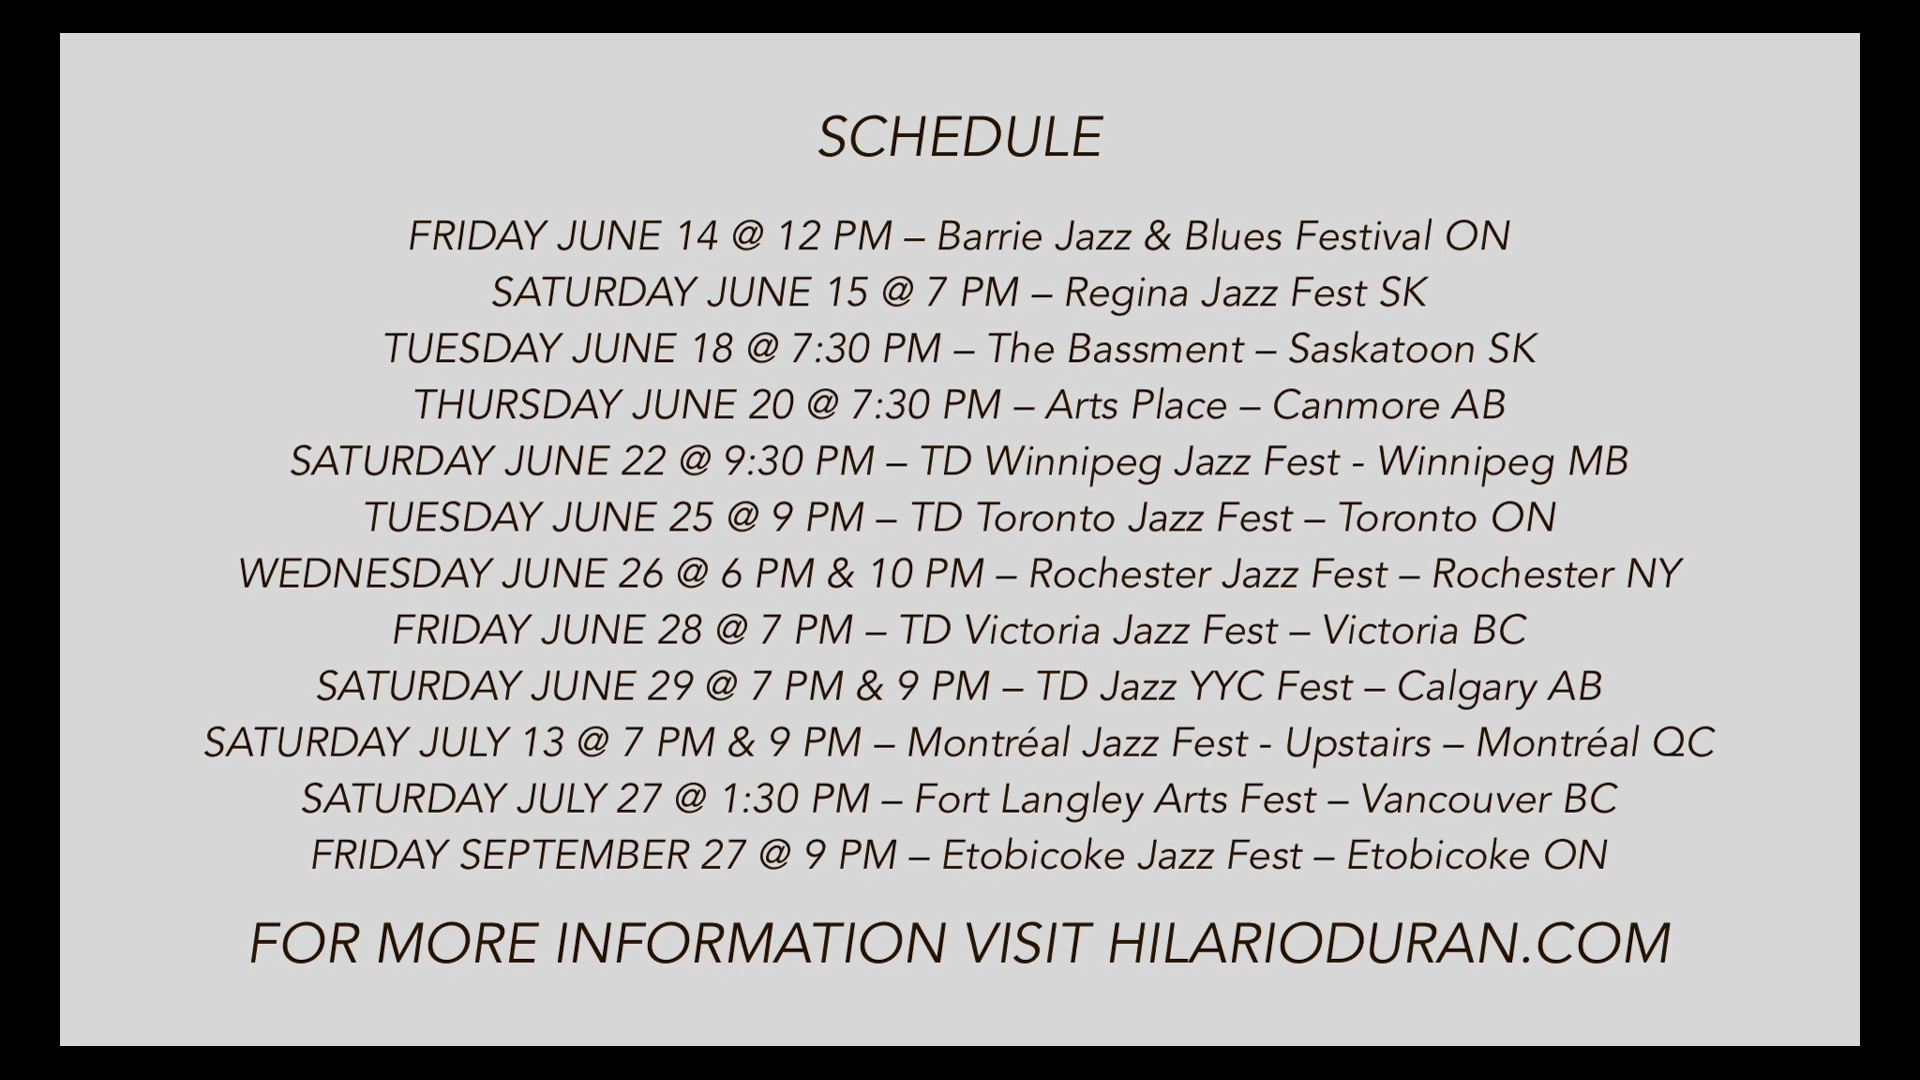 SCHEDULE
FRIDAY JUNE 14 @ 12 PM – Barrie Jazz & Blues Festival ON
SATURDAY JUNE 15 @ 7 PM – Regina Jazz Fest SK
TUESDAY JUNE 18 @ 7:30 PM – The Bassment – Saskatoon SK
THURSDAY JUNE 20 @ 7:30 PM – Arts Place – Canmore AB
SATURDAY JUNE 22 @ 9:30 PM – TD Winnipeg Jazz Fest - Winnipeg MB
TUESDAY JUNE 25 @ 9 PM – TD Toronto Jazz Fest – Toronto ON
WEDNESDAY JUNE 26 @ 6 PM & 10 PM – Rochester Jazz Fest – Rochester NY
FRIDAY JUNE 28 @ 7 PM – TD Victoria Jazz Fest – Victoria BC
SATURDAY JUNE 29 @ 7 PM & 9 PM – TD Jazz YYC Fest – Calgary AB
SATURDAY JULY 13 @ 7 PM & 9 PM – Montréal Jazz Fest - Upstairs – Montréal QC
SATURDAY JULY 27 @ 1:30 PM – Fort Langley Arts Fest – Vancouver BC
FRIDAY SEPTEMBER 27 @ 9 PM – Etobicoke Jazz Fest – Etobicoke ON
FOR MORE INFORMATION VISIT HILARIODURAN.COM